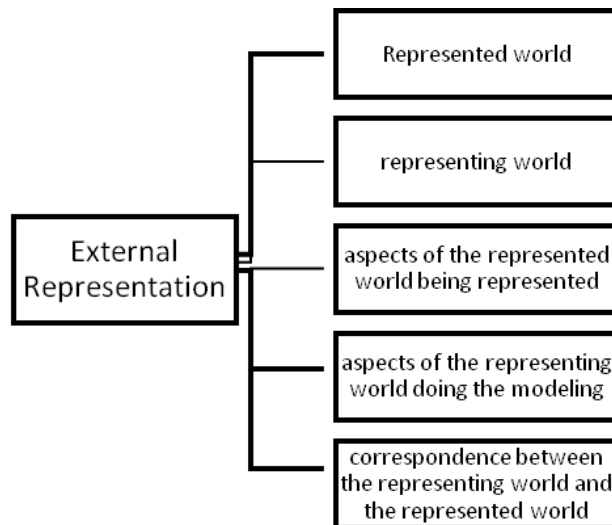 Represented world
representing world
External
Representation
aspects of the represented
world being represented
aspects of the representing
world doing the modeling
correspondence between
the representing world and
the represented world